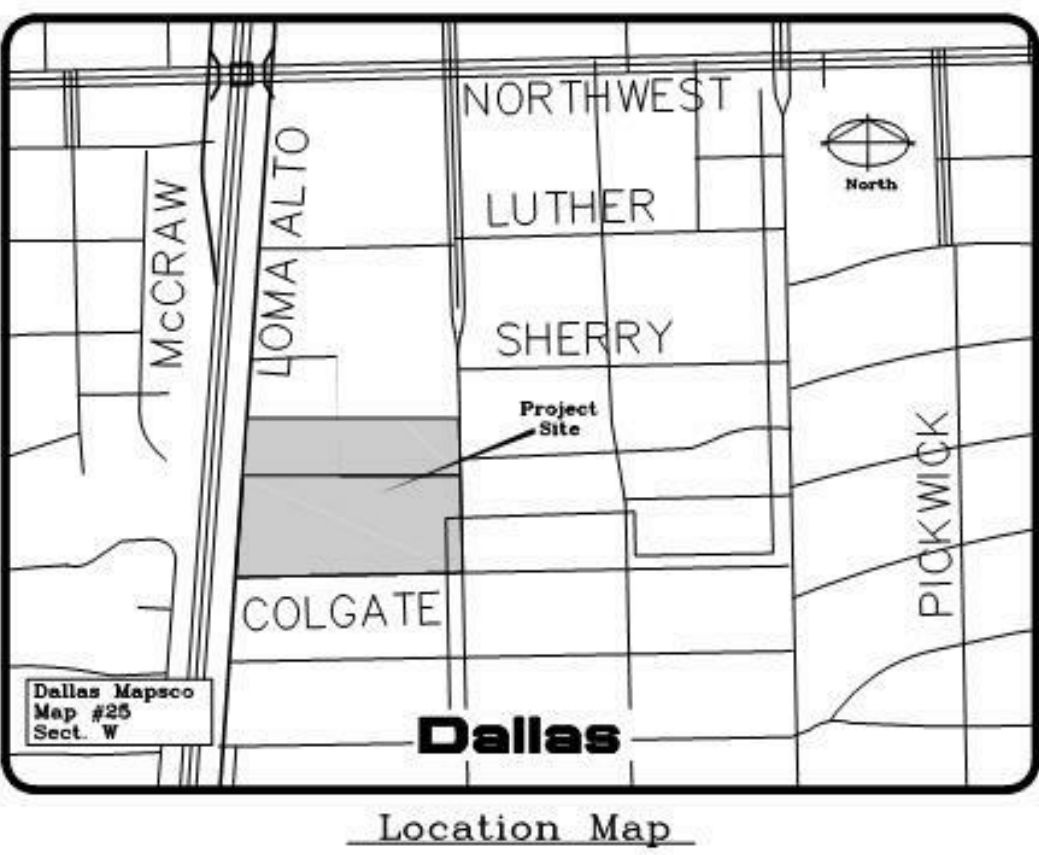 NORTHWEST
LOMA ALTO
McCRAW
North
LUTHER
SHERRY
Project
Site
PICKWICK
COLGATE
Dallas Mapsco
Map #25
Sect. W
Dallas
Location Map